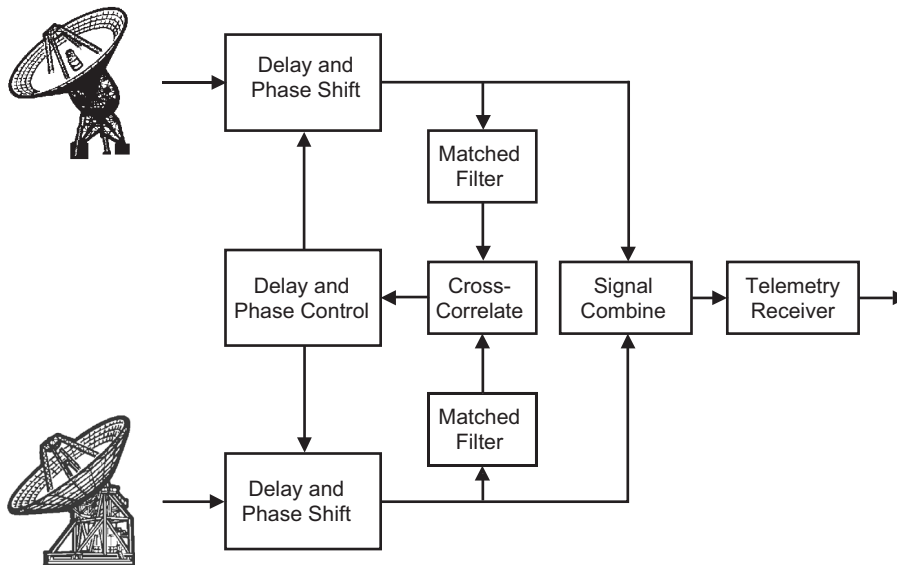 Delay and
Phase Shift
Matched
Filter
Delay and
Phase Control
Cross-
Correlate
Signal
Combine
Telemetry
Receiver
Matched
Filter
Delay and
Phase Shift